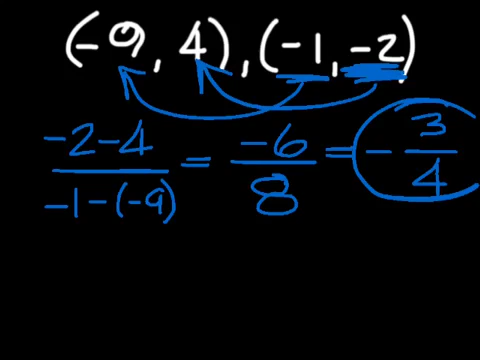 (-9, 4), (-1, -2)
-2-4 / -1-(-9) = -6 / 8 = - 3 / 4